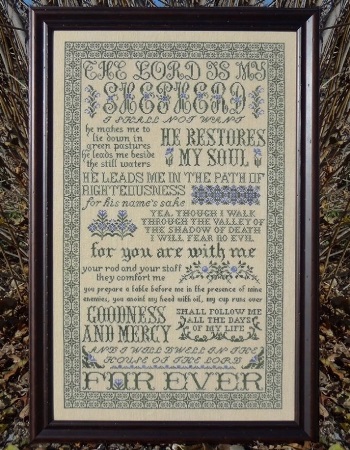 THE LORD IS MY
SHEPHERD
I SHALL NOT WANT
he makes me to
lie down in
green pastures
he leads me beside
the still waters
HE RESTORES
MY SOUL
HE LEADS ME IN THE PATH OF
RIGHTEOUSNESS
for his name's sake
YEA, THOUGH I WALK
THROUGH THE VALLEY OF
THE SHADOW OF DEATH
I WILL FEAR NO EVIL
for you are with me
your rod and your staff
they comfort me
you prepare a table before me in the presence of mine
enemies, you anoint my head with oil, my cup runs over
GOODNESS
AND MERCY
SHALL FOLLOW ME
ALL THE DAYS
OF MY LIFE
AND I WILL DWELL IN THE
HOUSE OF THE LORD
FOR EVER